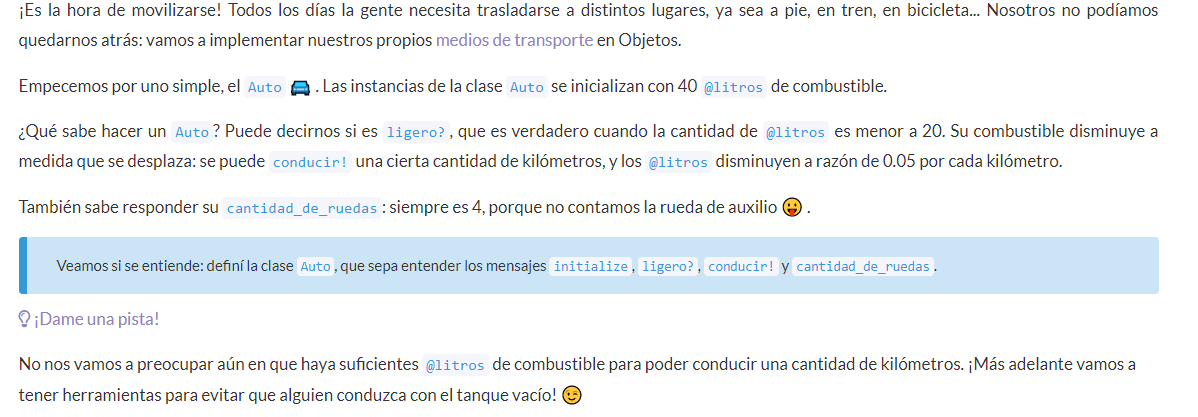 ¡Es la hora de movilizarse! Todos los días la gente necesita trasladarse a distintos lugares, ya sea a pie, en tren, en bicicleta... Nosotros no podíamos
quedarnos atrás: vamos a implementar nuestros propios medios de transporte en Objetos.
Empecemos por uno simple, el Auto 🚘 . Las instancias de la clase Auto se inicializan con 40 @litros de combustible.
¿Qué sabe hacer un Auto? Puede decirnos si es ligero?, que es verdadero cuando la cantidad de @litros es menor a 20. Su combustible disminuye a
medida que se desplaza: se puede conducir! una cierta cantidad de kilómetros, y los @litros disminuyen a razón de 0.05 por cada kilómetro.
También sabe responder su cantidad_de_ruedas: siempre es 4, porque no contamos la rueda de auxilio 😛 .
Veamos si se entiende: definí la clase Auto, que sepa entender los mensajes initialize, ligero?, conducir! y cantidad_de_ruedas.
¡Dame una pista!
No nos vamos a preocupar aún en que haya suficientes @litros de combustible para poder conducir una cantidad de kilómetros. ¡Más adelante vamos a
tener herramientas para evitar que alguien conduzca con el tanque vacío! 😉